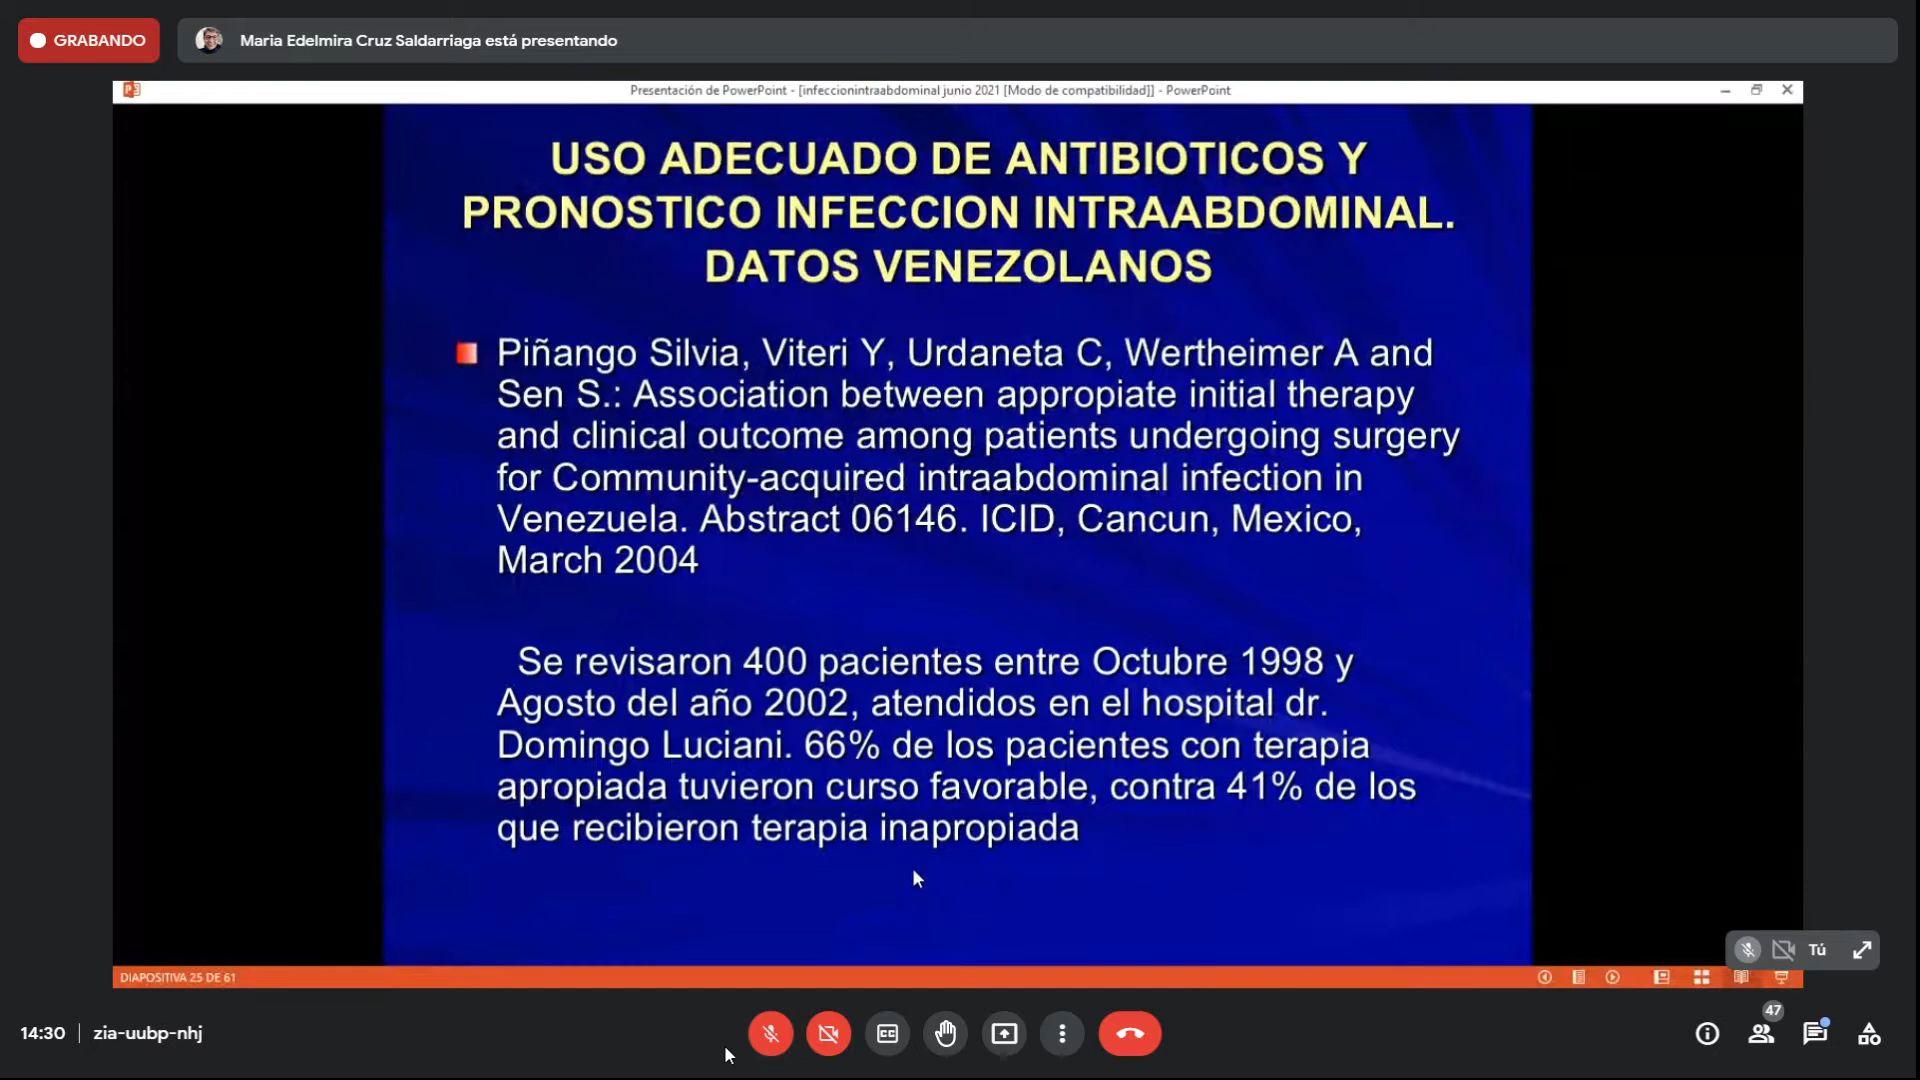 GRABANDO
Maria Edelmira Cruz Saldarriaga está presentando
Presentación de PowerPoint - [infeccionintraabdominal junio 2021 [Modo de compatibilidad]] - PowerPoint
USO ADECUADO DE ANTIBIOTICOS Y
PRONOSTICO INFECCION INTRAABDOMINAL.
DATOS VENEZOLANOS
Piñango Silvia, Viteri Y, Urdaneta C, Wertheimer A and
Sen S.: Association between appropiate initial therapy
and clinical outcome among patients undergoing surgery
for Community-acquired intraabdominal infection in
Venezuela. Abstract 06146. ICID, Cancun, Mexico,
March 2004
Se revisaron 400 pacientes entre Octubre 1998 y
Agosto del año 2002, atendidos en el hospital dr.
Domingo Luciani. 66% de los pacientes con terapia
apropiada tuvieron curso favorable, contra 41% de los
que recibieron terapia inapropiada
Tú
DIAPOSITIVA 25 DE 61
14:30 | zia-uubp-nhj
CC
47